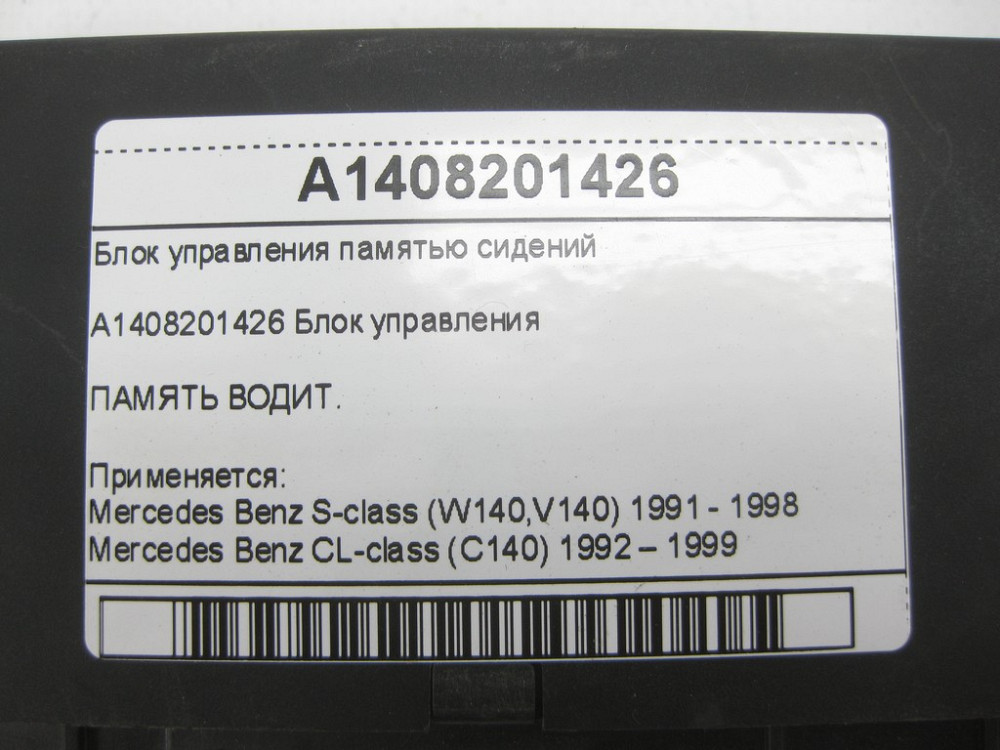 A1408201426
Блок управления памятью сидений
A1408201426 Блок управления
ПАМЯТЬ ВОДИТ.
Применяется:
Mercedes Benz S-class (W140,V140) 1991 - 1998
Mercedes Benz CL-class (C140) 1992 – 1999